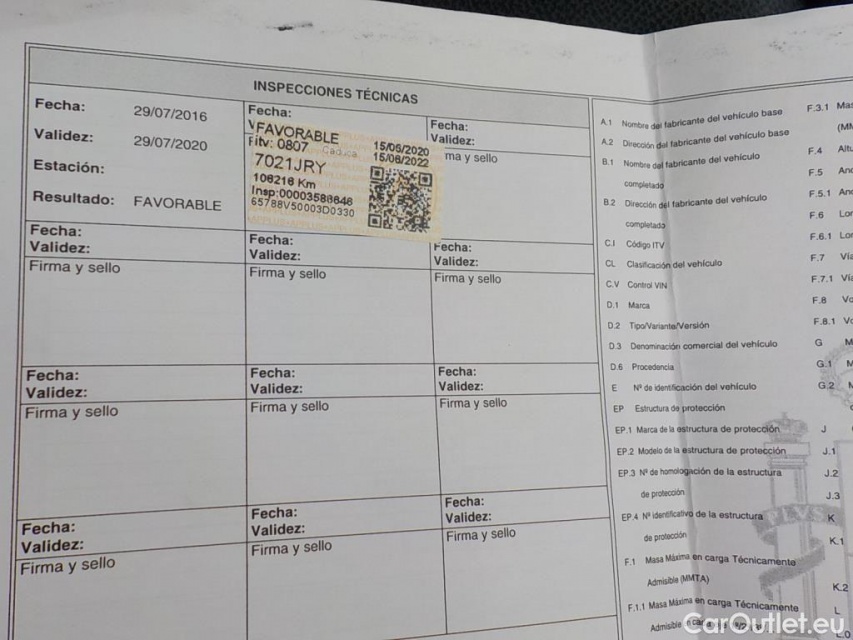 INSPECCIONES TÉCNICAS
Fecha: 29/07/2016
Validez: 29/07/2020
Estación:
Resultado: FAVORABLE
Fecha:
FAVORABLE
Fitv: 0807 15/06/2020
Caduca: 15/06/2022
7021JRY
106216 Km
65788V50003D0330
Fecha:
Validez:
Firma y sello
Fecha:
Validez:
Firma y sello
Fecha:
Validez:
Firma y sello
Fecha:
Validez:
Firma y sello
Fecha:
Validez:
Firma y sello
Fecha:
Validez:
Firma y sello
Fecha:
Validez:
Firma y sello
Fecha:
Validez:
Firma y sello
Fecha:
Validez:
Firma y sello
Fecha:
Validez:
Firma y sello
A.1 Nombre del fabricante del vehículo base
A.2 Dirección del fabricante del vehículo base
B.1 Nombre del fabricante del vehículo
completado
B.2 Dirección del fabricante del vehículo
completado
C.I Código ITV
CL Clasificación del vehículo
C.V Control VIN
D.1 Marca
D.2 Tipo/Variante/Versión
D.3 Denominación comercial del vehículo
D.6 Procedencia
E Nº de identificación del vehículo
EP Estructura de protección
EP.1 Marca de la estructura de protección
EP.2 Modelo de la estructura de protección
EP.3 Nº de homologación de la estructura
de protección
EP.4 Nº identificativo de la estructura
de protección
F.1 Masa Máxima en carga Técnicamente
Admisible (MMTA)
F.1.1 Masa Máxima en carga Técnicamente
Admisible en cada eje
F.3.1
F.4
F.5
F.5.1
F.6
F.6.1
F.7
F.7.1
F.8
F.8.1
G
G.1
G.2
J
J.1
J.2
J.3
K
K.1
K.2
L
PLVS
CarOutlet.eu